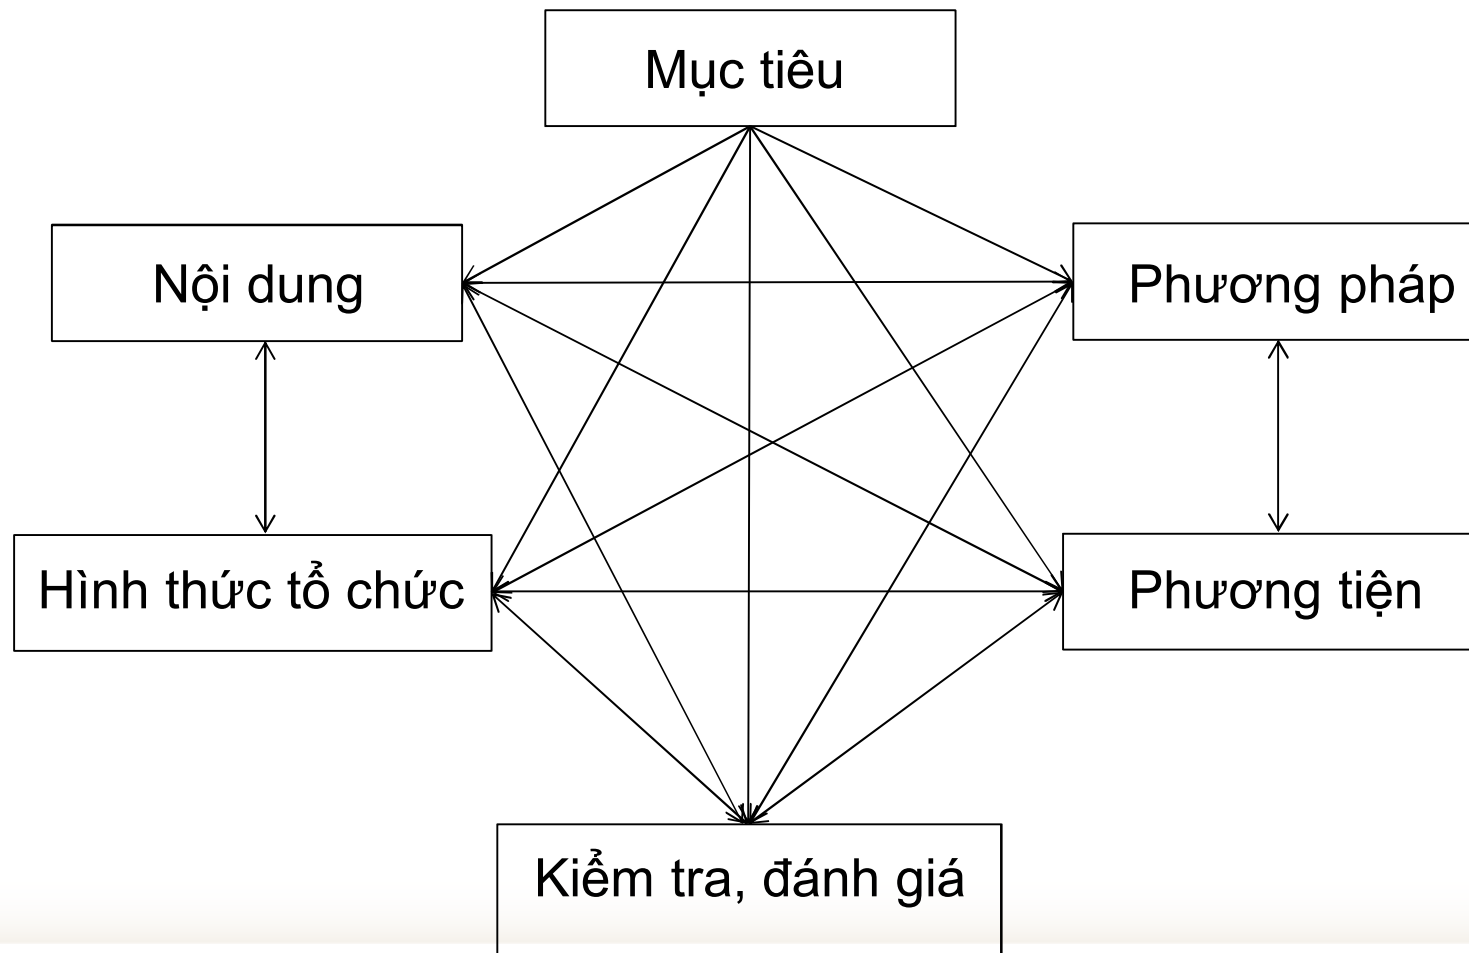 Mục tiêu
Nội dung
Phương pháp
Hình thức tổ chức
Phương tiện
Kiểm tra, đánh giá